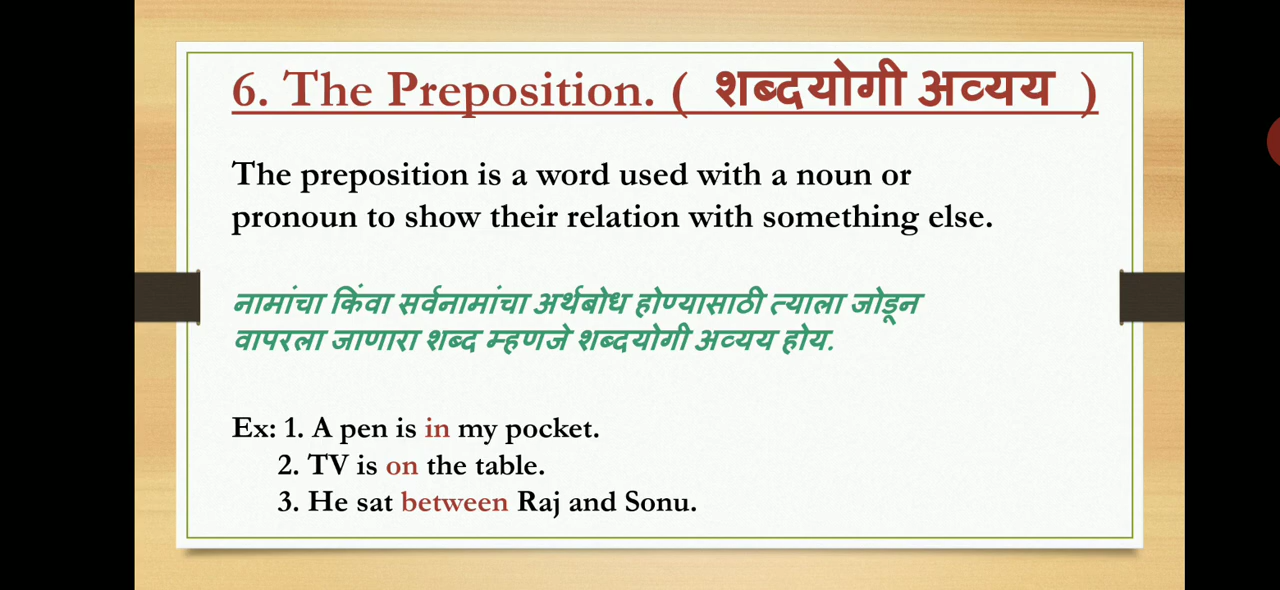 6. The Preposition. ( शब्दयोगी अव्यय )
The preposition is a word used with a noun or
pronoun to show their relation with something else.
नामांचा किंवा सर्वनामांचा अर्थबोध होण्यासाठी त्याला जोडून
वापरला जाणारा शब्द म्हणजे शब्दयोगी अव्यय होय.
Ex: 1. A pen is in my pocket.
2. TV is on the table.
3. He sat between Raj and Sonu.